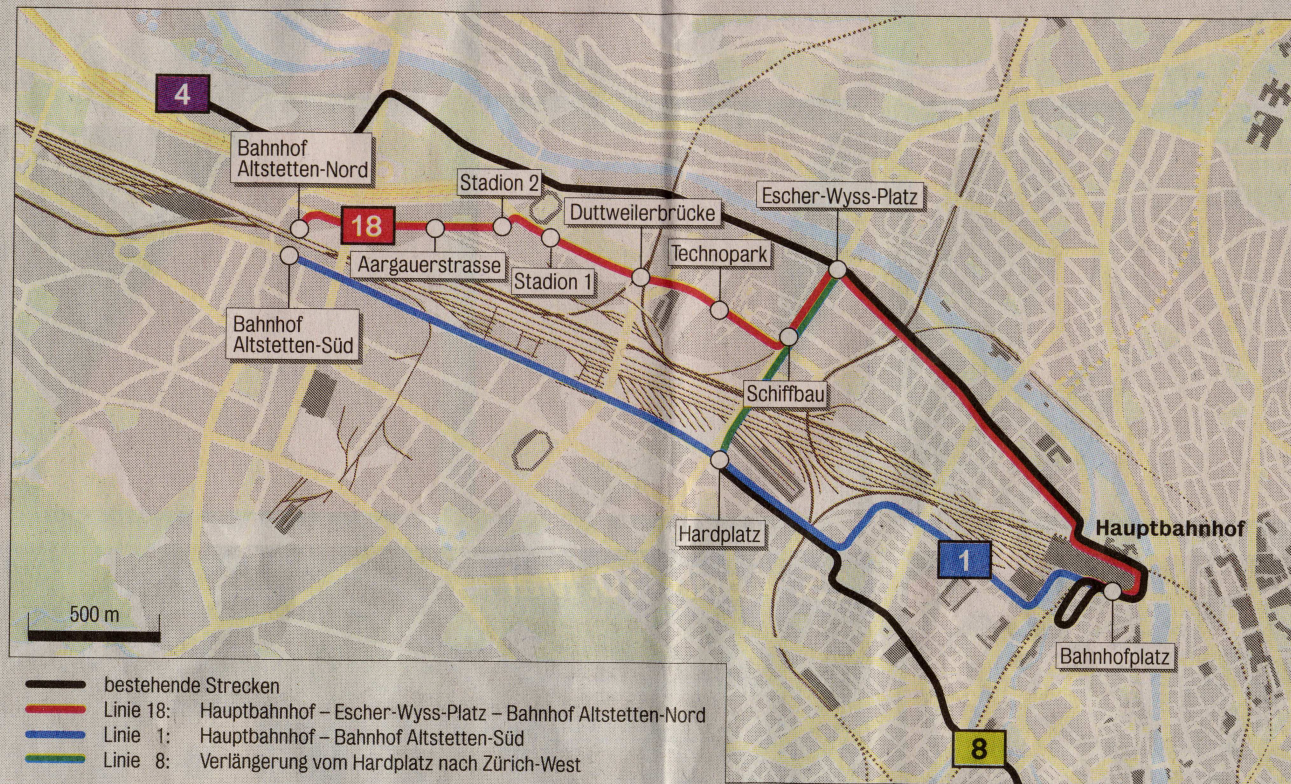 4
Bahnhof
Altstetten-Nord
18
Stadion 2
Escher-Wyss-Platz
Duttweilerbrücke
Technopark
Aargauerstrasse
Stadion 1
Bahnhof
Altstetten-Süd
Schiffbau
Hardplatz
Hauptbahnhof
1
500 m
Bahnhofplatz
bestehende Strecken
Linie 18: Hauptbahnhof – Escher-Wyss-Platz – Bahnhof Altstetten-Nord
Linie 1: Hauptbahnhof – Bahnhof Altstetten-Süd
Linie 8: Verlängerung vom Hardplatz nach Zürich-West
8